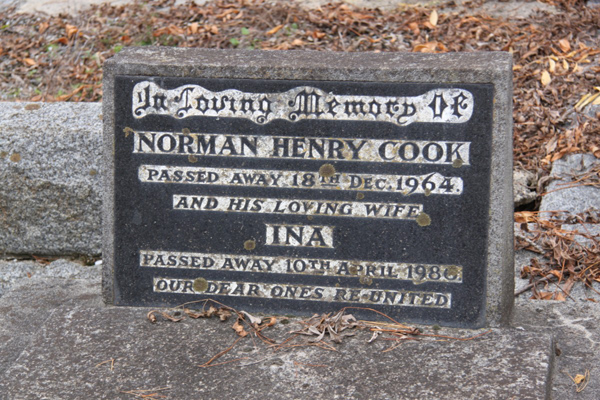 In Loving Memory Of
NORMAN HENRY COOK
PASSED AWAY 18TH DEC. 1964.
AND HIS LOVING WIFE
INA
PASSED AWAY 10TH APRIL 1986
OUR DEAR ONES RE-UNITED